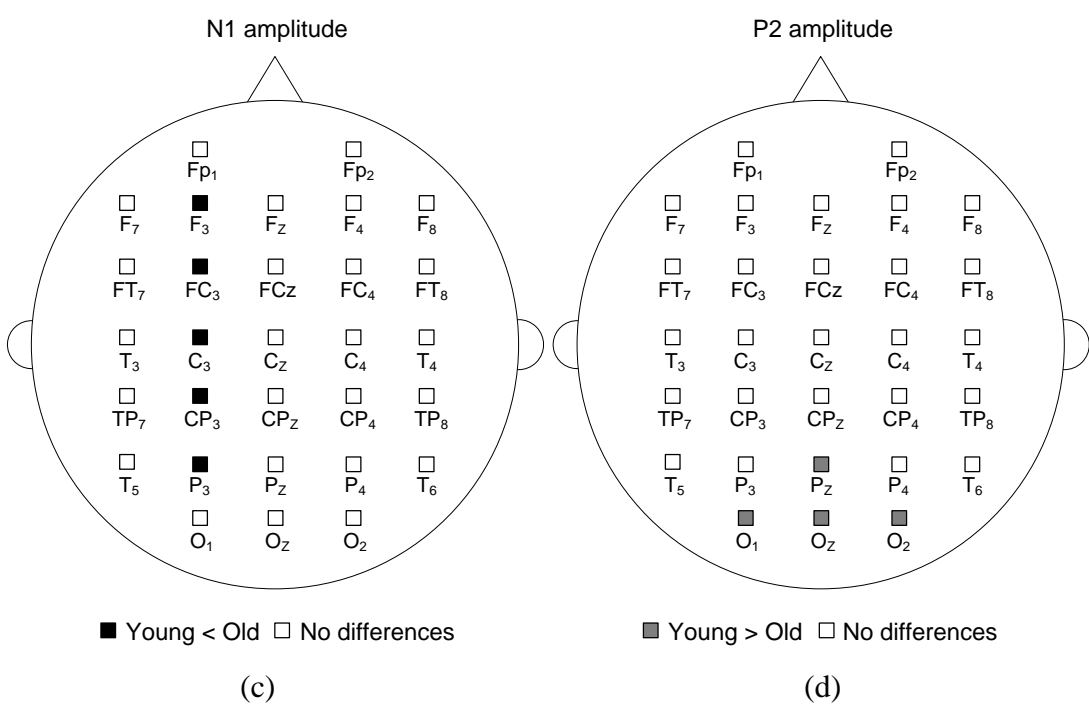 N1 amplitude P2 amplitude
Fp1 Fp2 Fp1 Fp2
F7 F3 FZ F4 F8 F7 F3 FZ F4 F8
FT7 FC3 FCz FC4 FT8 FT7 FC3 FCz FC4 FT8
T3 C3 CZ C4 T4 T3 C3 CZ C4 T4
TP7 CP3 CPZ CP4 TP8 TP7 CP3 CPZ CP4 TP8
T5 P3 PZ P4 T6 T5 P3 PZ P4 T6
O1 OZ O2 O1 OZ O2
Young < Old No differences Young > Old No differences
(c) (d)